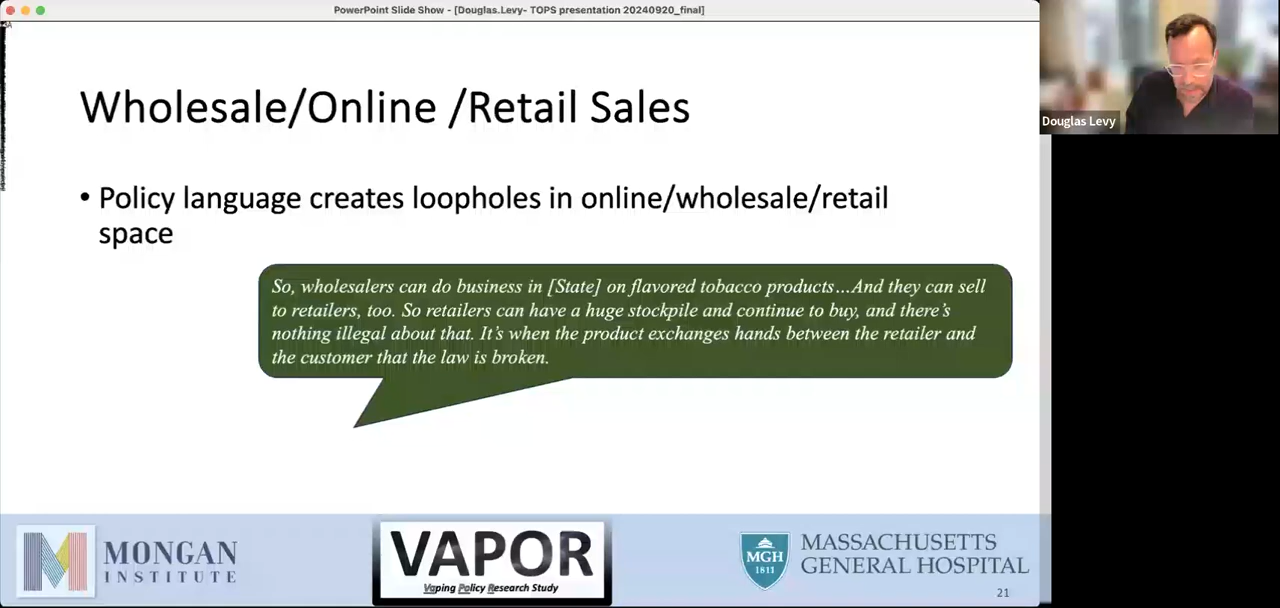 PowerPoint Slide Show - [Douglas.Levy- TOPS presentation 20240920_final]
Wholesale/Online /Retail Sales
• Policy language creates loopholes in online/wholesale/retail
space
So, wholesalers can do business in [State] on flavored tobacco products…And they can sell
to retailers, too. So retailers can have a huge stockpile and continue to buy, and there's
nothing illegal about that. It's when the product exchanges hands between the retailer and
the customer that the law is broken.
Douglas Levy
MONGAN
INSTITUTE
VAPOR
Vaping Policy Research Study
MGH
1811
MASSACHUSETTS
GENERAL HOSPITAL
21